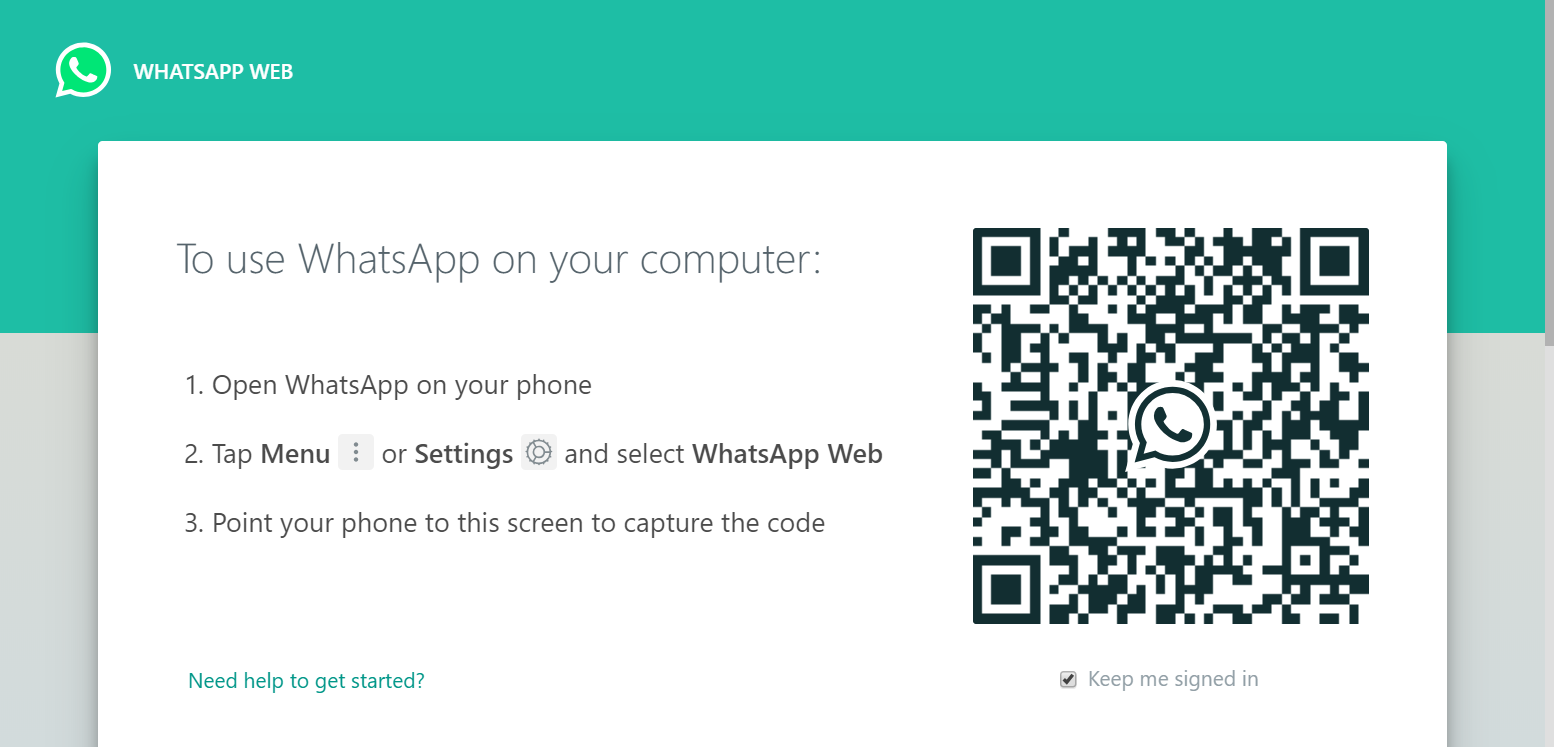 WHATSAPP WEB
To use WhatsApp on your computer:
1. Open WhatsApp on your phone
2. Tap Menu or Settings and select WhatsApp Web
3. Point your phone to this screen to capture the code
Need help to get started?
Keep me signed in